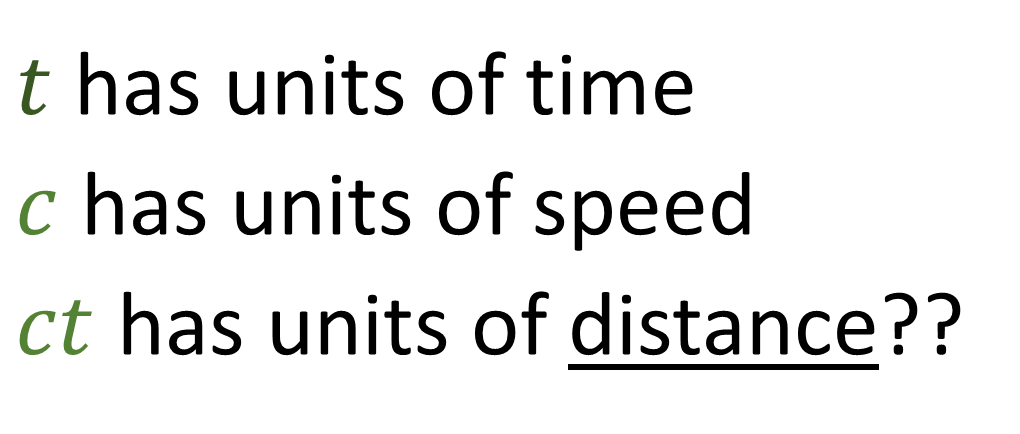 t has units of time
c has units of speed
ct has units of distance??